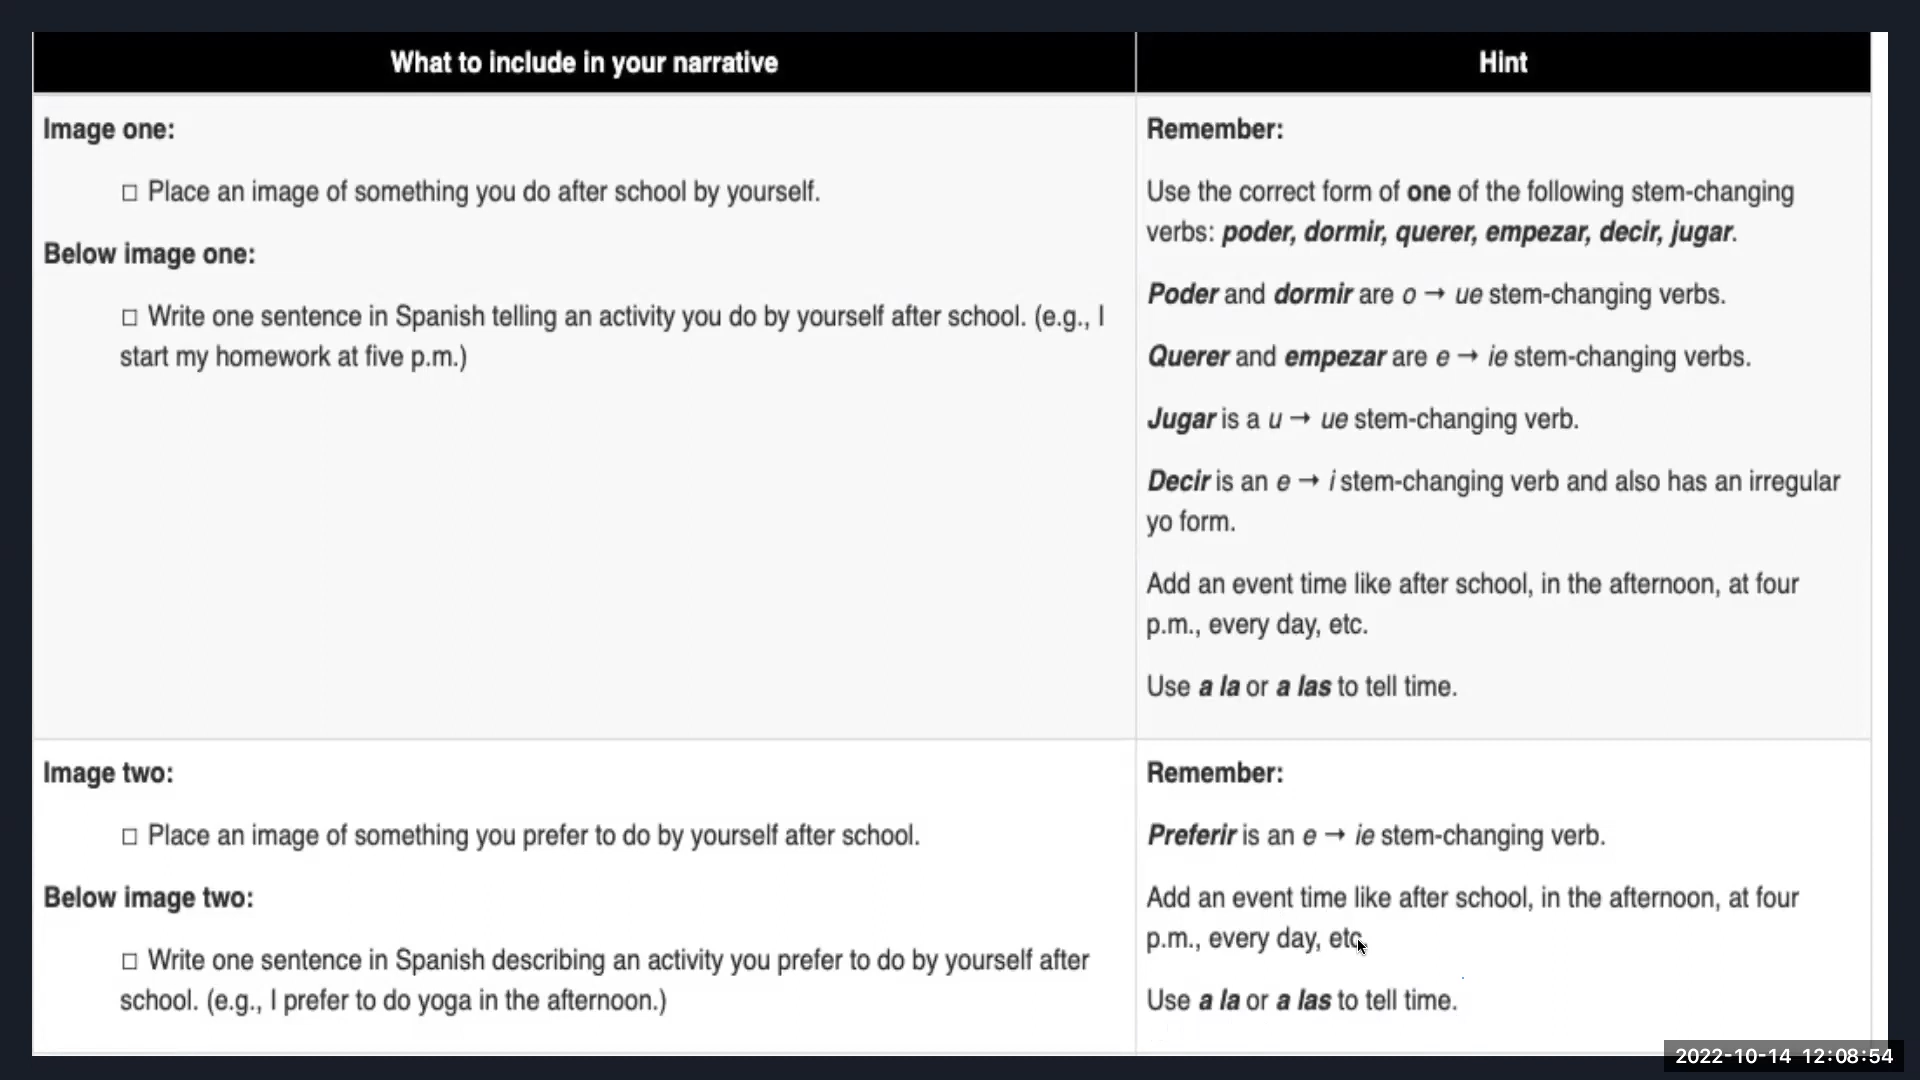 What to include in your narrative
Hint
Image one:
□ Place an image of something you do after school by yourself.
Below image one:
□ Write one sentence in Spanish telling an activity you do by yourself after school. (e.g., I
start my homework at five p.m.)
Remember:
Use the correct form of one of the following stem-changing
verbs: poder, dormir, querer, empezar, decir, jugar.
Poder and dormir are o → ue stem-changing verbs.
Querer and empezar are e → ie stem-changing verbs.
Jugar is a u → ue stem-changing verb.
Decir is an e → i stem-changing verb and also has an irregular
yo form.
Add an event time like after school, in the afternoon, at four
p.m., every day, etc.
Use a la or a las to tell time.
Image two:
□ Place an image of something you prefer to do by yourself after school.
Below image two:
□ Write one sentence in Spanish describing an activity you prefer to do by yourself after
school. (e.g., I prefer to do yoga in the afternoon.)
Remember:
Preferir is an e → ie stem-changing verb.
Add an event time like after school, in the afternoon, at four
p.m., every day, etc.
Use a la or a las to tell time.
2022-10-14 12:08:54